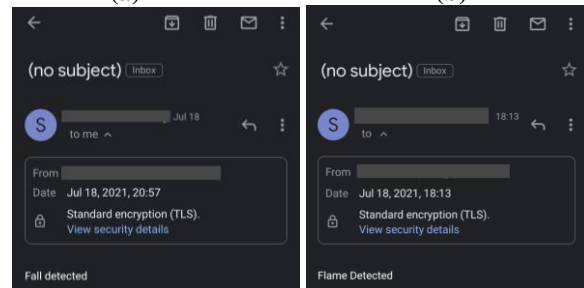 (a)
(b)
(no subject) Inbox
Jul 18
S
to me
From
Date Jul 18, 2021, 20:57
Standard encryption (TLS).
View security details
Fall detected
(no subject) Inbox
18:13
S
to
From
Date Jul 18, 2021, 18:13
Standard encryption (TLS).
View security details
Flame Detected